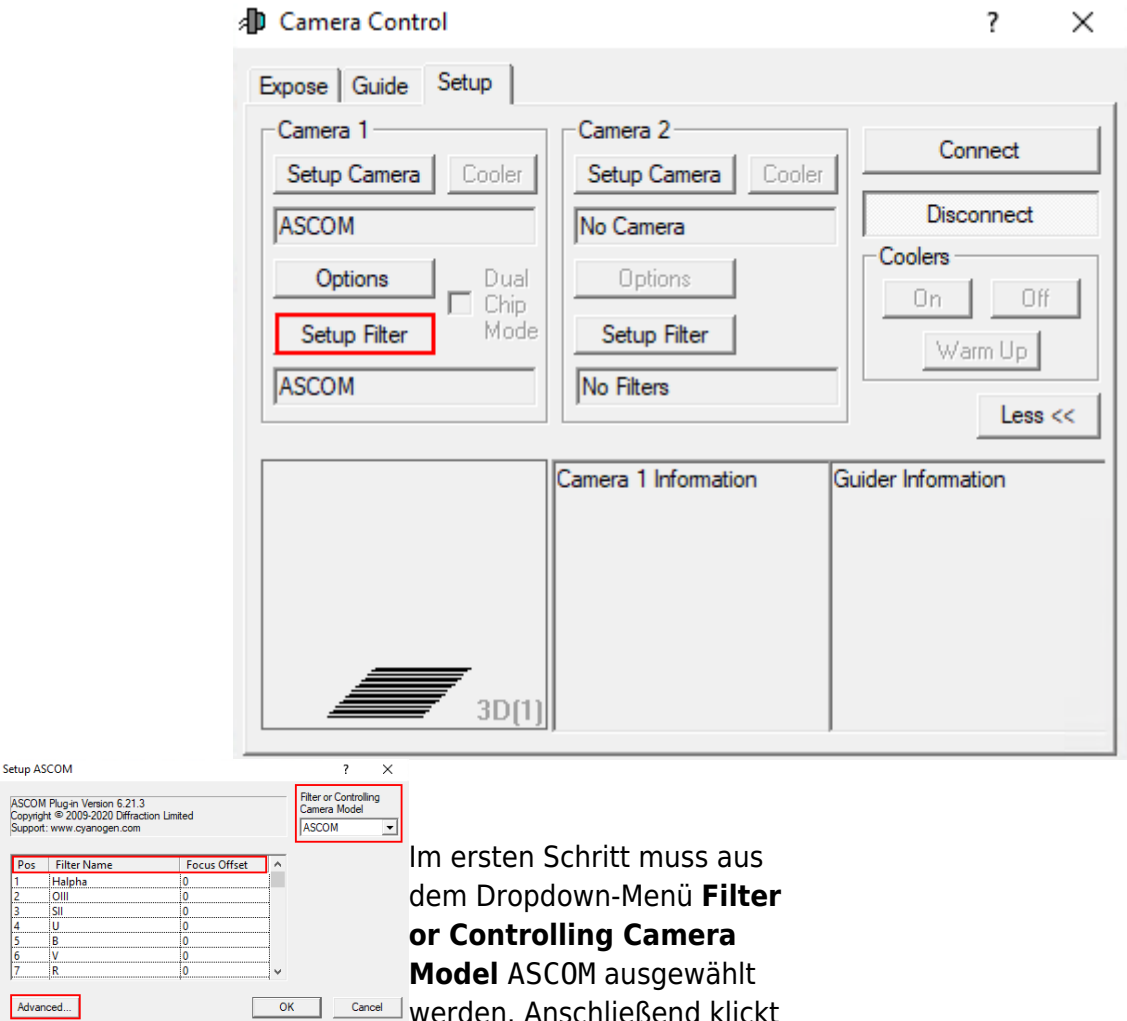 Camera Control
Expose Guide Setup
Camera 1
Setup Camera Cooler
ASCOM
Options
Dual
Chip
Mode
Setup Filter
ASCOM
Camera 2
Setup Camera Cooler
No Camera
Options
Setup Filter
No Filters
Connect
Disconnect
Coolers
On Off
Warm Up
Less <<
3D(1)
Camera 1 Information
Guider Information
Setup ASCOM
ASCOM Plug-in Version 6.21.3
Copyright © 2009-2020 Diffraction Limited
Support: www.cyanogen.com
Filter or Controlling
Camera Model
ASCOM
Pos Filter Name Focus Offset
1 Halpha 0
2 OIII 0
3 SII 0
4 U 0
5 B 0
6 V 0
7 R 0
Advanced...
OK Cancel
Im ersten Schritt muss aus
dem Dropdown-Menü Filter
or Controlling Camera
Model ASCOM ausgewählt
werden. Anschließend klickt